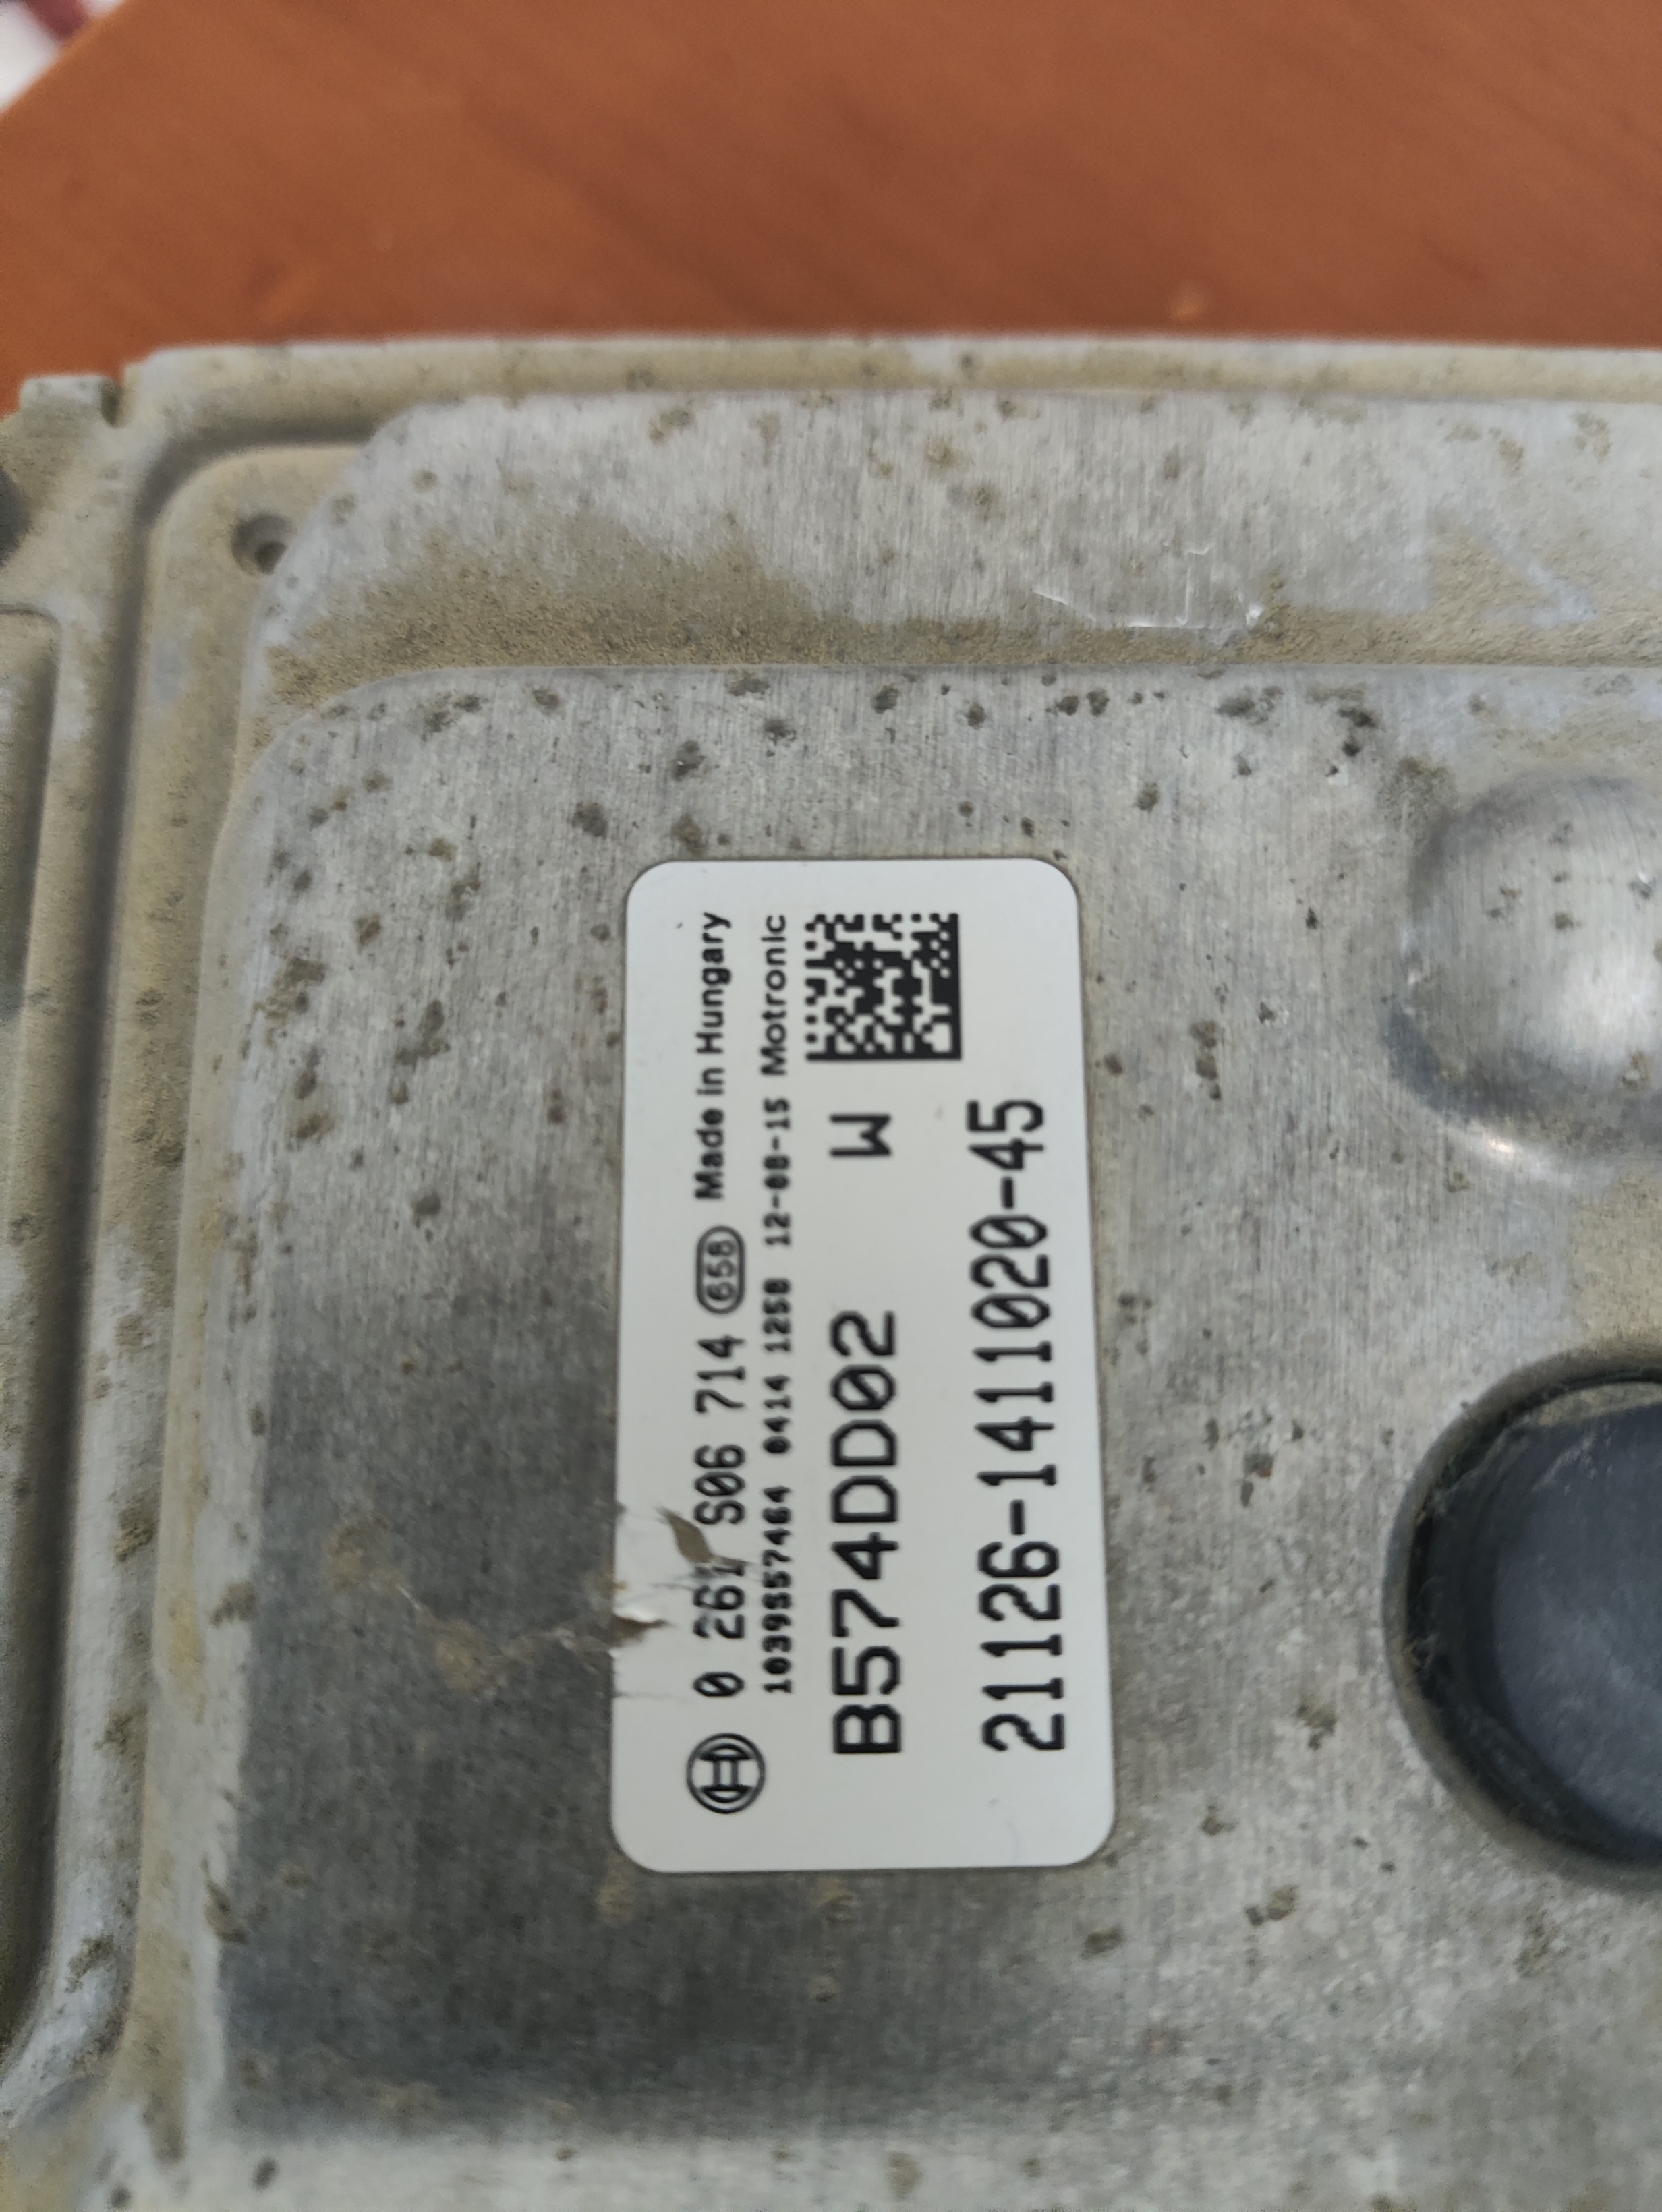 0 261 S06 714 658 Made in Hungary
1039S57464 0414 1258 12-08-15 Motronic
B574DD02 W
21126-1411020-45